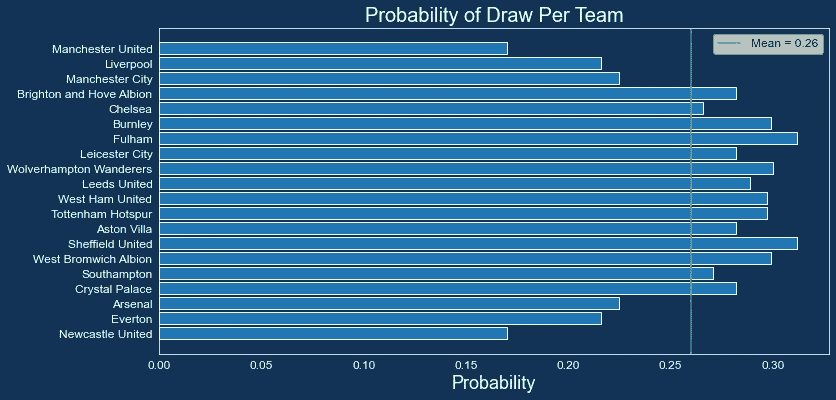 Probability of Draw Per Team
Mean = 0.26
Manchester United
Liverpool
Manchester City
Brighton and Hove Albion
Chelsea
Burnley
Fulham
Leicester City
Wolverhampton Wanderers
Leeds United
West Ham United
Tottenham Hotspur
Aston Villa
Sheffield United
West Bromwich Albion
Southampton
Crystal Palace
Arsenal
Everton
Newcastle United
0.00 0.05 0.10 0.15 0.20 0.25 0.30
Probability